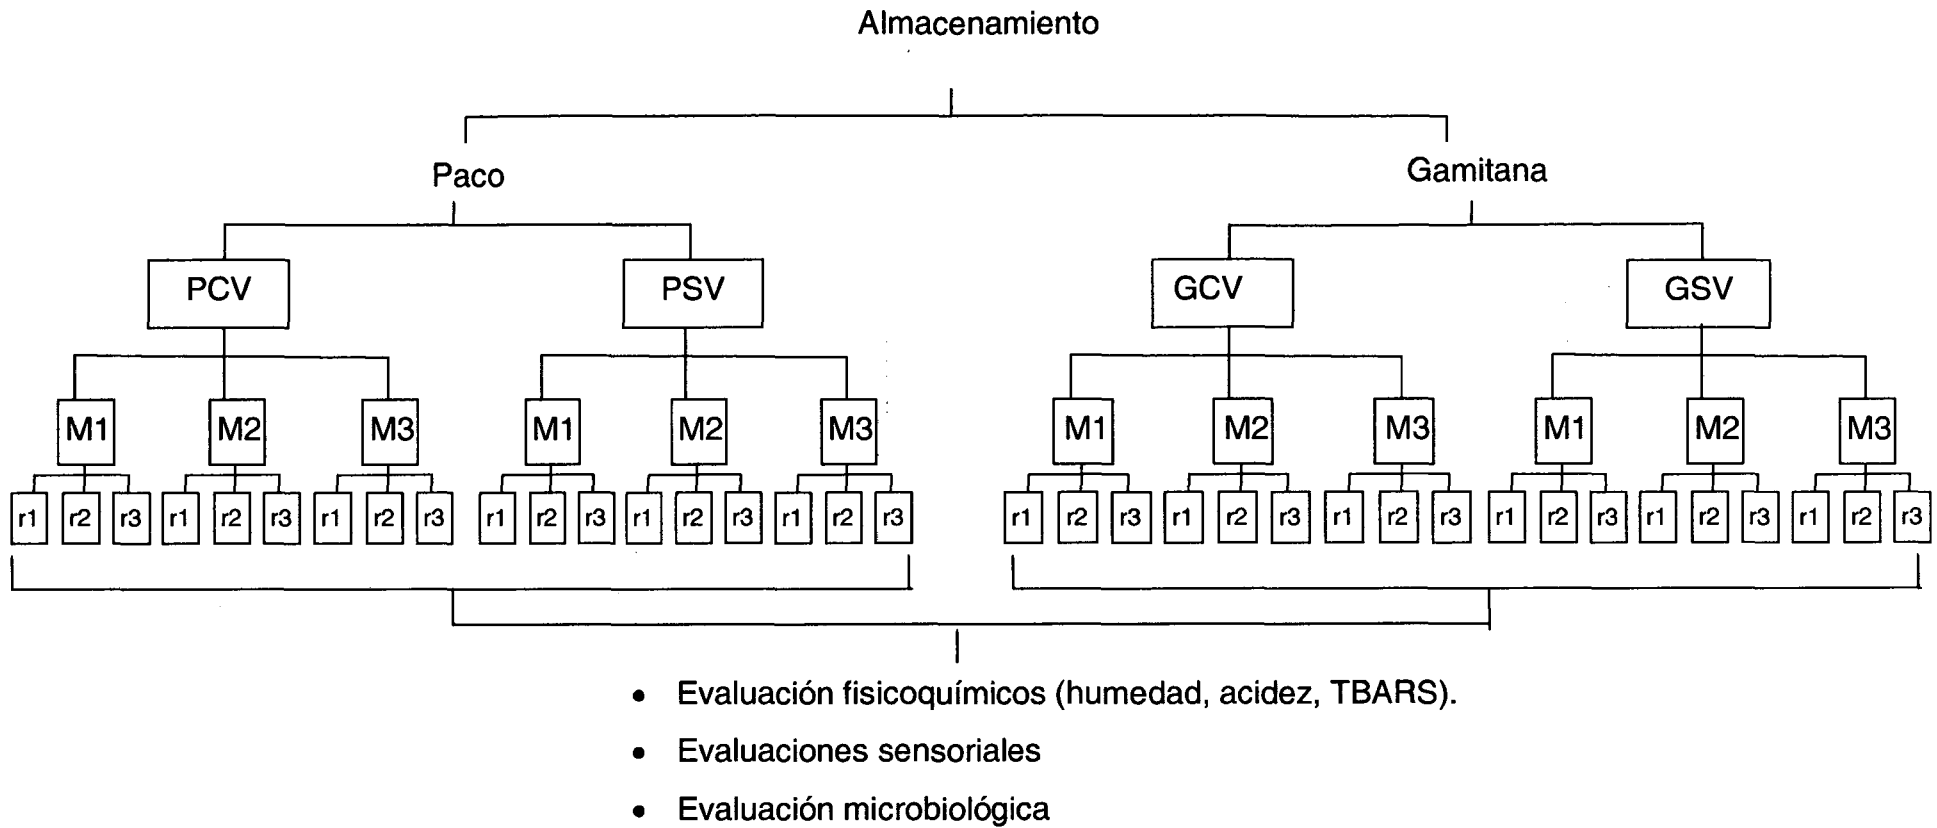 Almacenamiento
Paco Gamitana
PCV PSV GCV GSV
M1 M2 M3 M1 M2 M3 M1 M2 M3 M1 M2 M3
r1 r2 r3 r1 r2 r3 r1 r2 r3 r1 r2 r3 r1 r2 r3 r1 r2 r3 r1 r2 r3 r1 r2 r3 r1 r2 r3 r1 r2 r3 r1 r2 r3 r1 r2 r3
• Evaluación fisicoquímicos (humedad, acidez, TBARS).
• Evaluaciones sensoriales
• Evaluación microbiológica